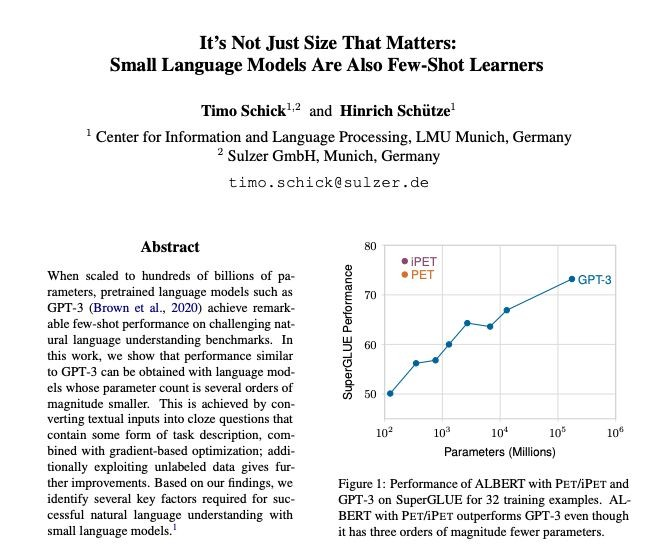 It's Not Just Size That Matters:
Small Language Models Are Also Few-Shot Learners
Timo Schick1,2 and Hinrich Schütze1
1 Center for Information and Language Processing, LMU Munich, Germany
2 Sulzer GmbH, Munich, Germany
timo.schick@sulzer.de
Abstract
When scaled to hundreds of billions of pa-
rameters, pretrained language models such as
GPT-3 (Brown et al., 2020) achieve remark-
able few-shot performance on challenging nat-
ural language understanding benchmarks. In
this work, we show that performance similar
to GPT-3 can be obtained with language mod-
els whose parameter count is several orders of
magnitude smaller. This is achieved by con-
verting textual inputs into cloze questions that
contain some form of task description, com-
bined with gradient-based optimization; addi-
tionally exploiting unlabeled data gives fur-
ther improvements. Based on our findings, we
identify several key factors required for suc-
cessful natural language understanding with
small language models.1
80
70
60
50
SuperGLUE Performance
iPET
PET
GPT-3
102 103 104 105 106
Parameters (Millions)
Figure 1: Performance of ALBERT with PET/iPET and
GPT-3 on SuperGLUE for 32 training examples. AL-
BERT with PET/iPET outperforms GPT-3 even though
it has three orders of magnitude fewer parameters.